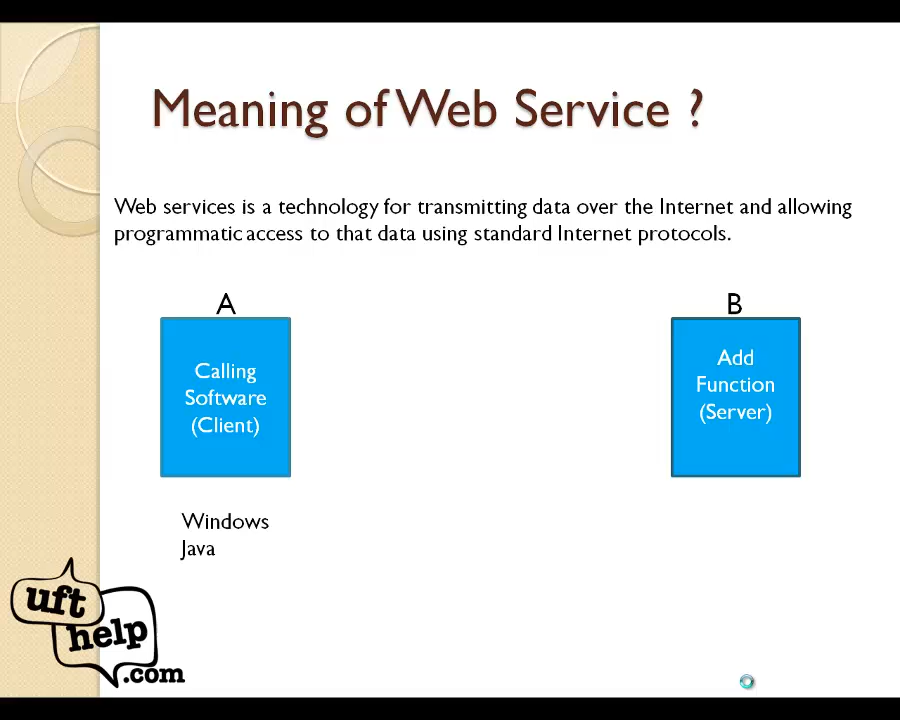 Meaning of Web Service ?
Web services is a technology for transmitting data over the Internet and allowing
programmatic access to that data using standard Internet protocols.
A
B
Calling
Software
(Client)
Add
Function
(Server)
Windows
Java
uft
help
.com